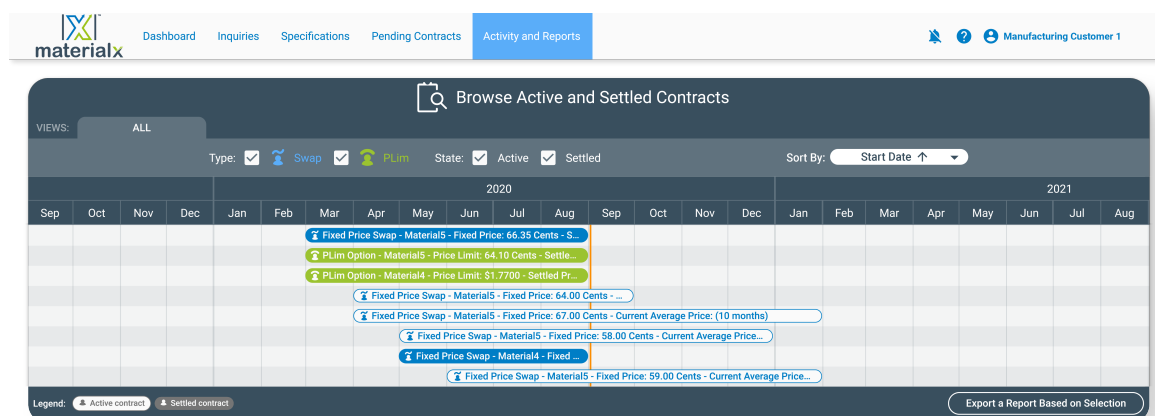 materialx
Dashboard Inquiries Specifications Pending Contracts Activity and Reports Manufacturing Customer 1
Browse Active and Settled Contracts
VIEWS: ALL
Type: Swap PLim State: Active Settled Sort By: Start Date ↑
2020 2021
Sep Oct Nov Dec Jan Feb Mar Apr May Jun Jul Aug Sep Oct Nov Dec Jan Feb Mar Apr May Jun Jul Aug
Fixed Price Swap - Material5 - Fixed Price: 66.35 Cents - S...
PLim Option - Material5 - Price Limit: 64.10 Cents - Settle...
PLim Option - Material4 - Price Limit: $1.7700 - Settled Pr...
Fixed Price Swap - Material5 - Fixed Price: 64.00 Cents - ...
Fixed Price Swap - Material5 - Fixed Price: 67.00 Cents - Current Average Price: (10 months)
Fixed Price Swap - Material5 - Fixed Price: 58.00 Cents - Current Average Price...
Fixed Price Swap - Material4 - Fixed ...
Fixed Price Swap - Material5 - Fixed Price: 59.00 Cents - Current Average Price...
Legend: Active contract Settled contract Export a Report Based on Selection